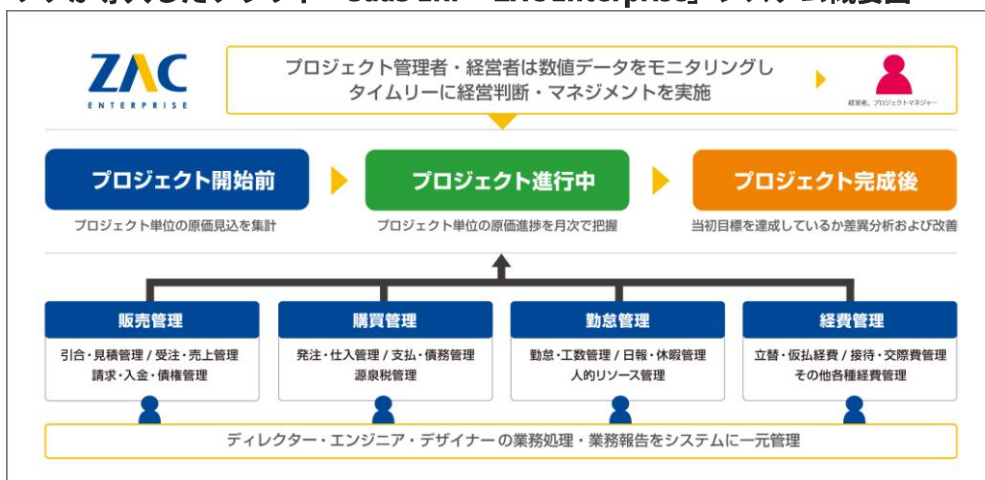 SaaS ERP
ZAC Enterprise」システム概要図
ZAC
ENTERPRISE
プロジェクト管理者・経営者は数値データをモニタリングし
タイムリーに経営判断・マネジメントを実施
経営者、プロジェクトマネジャー
プロジェクト開始前
プロジェクト進行中
プロジェクト完成後
プロジェクト単位の原価見込を集計
プロジェクト単位の原価進捗を月次で把握
当初目標を達成しているか差異分析および改善
販売管理
購買管理
勤怠管理
経費管理
引合・見積管理 / 受注・売上管理
請求・入金・債権管理
発注・仕入管理 / 支払・債務管理
源泉税管理
勤怠・工数管理 / 日報・休暇管理
人的リソース管理
立替・仮払経費 / 接待・交際費管理
その他各種経費管理
ディレクター・エンジニア・デザイナーの業務処理・業務報告をシステムに一元管理